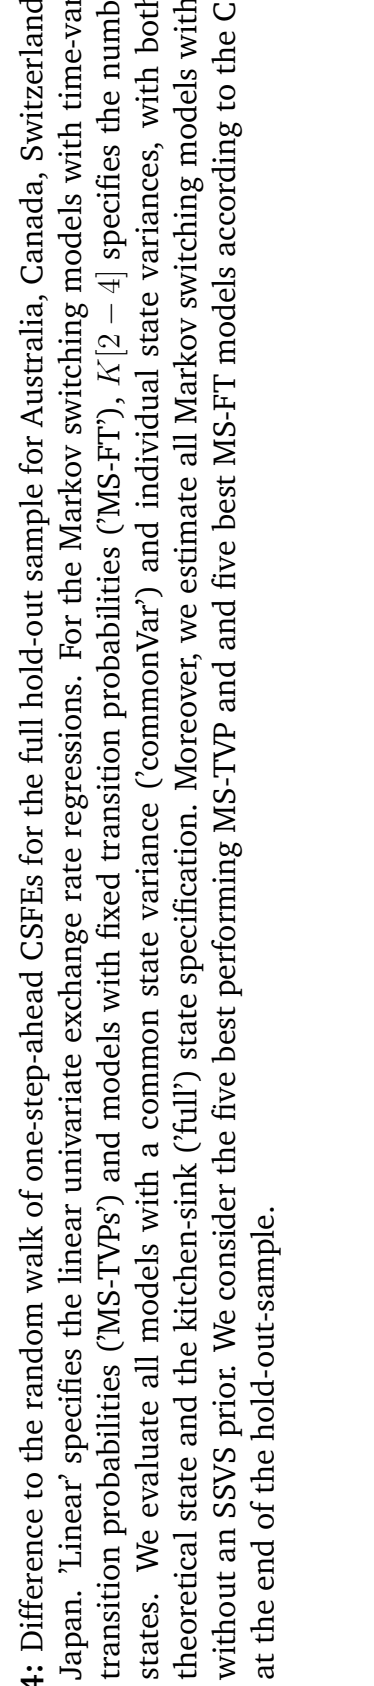 4: Difference to the random walk of one-step-ahead CSFEs for the full hold-out sample for Australia, Canada, Switzerland
Japan. 'Linear' specifies the linear univariate exchange rate regressions. For the Markov switching models with time-var
transition probabilities ('MS-TVPs') and models with fixed transition probabilities ('MS-FT'), K[2 − 4] specifies the numb
states. We evaluate all models with a common state variance ('commonVar') and individual state variances, with both
theoretical state and the kitchen-sink ('full') state specification. Moreover, we estimate all Markov switching models with
without an SSVS prior. We consider the five best performing MS-TVP and and five best MS-FT models according to the C
at the end of the hold-out-sample.